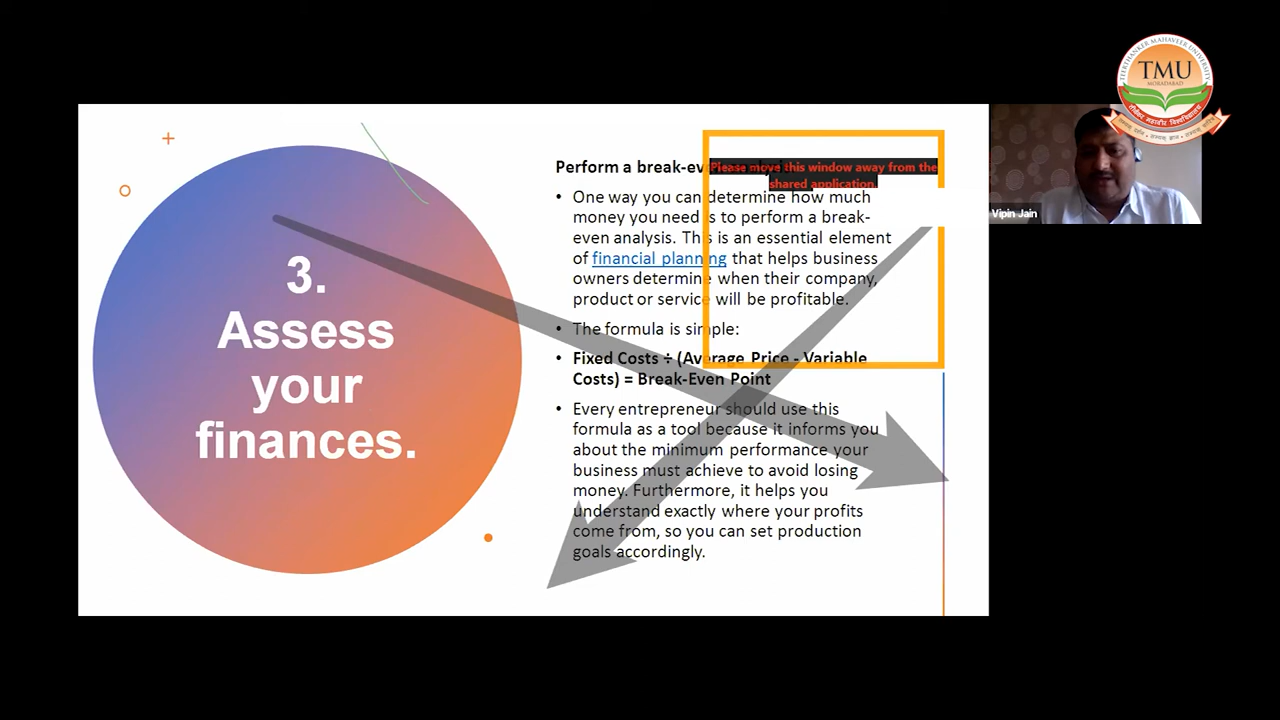 TEERTHANKER MAHAVEER UNIVERSITY
TMU
MORADABAD
Vipin Jain
3.
Assess
your
finances.
Perform a break-ev
Please move this window away from the
shared application.
• One way you can determine how much
money you need is to perform a break-
even analysis. This is an essential element
of financial planning that helps business
owners determine when their company,
product or service will be profitable.
• The formula is simple:
• Fixed Costs ÷ (Average Price - Variable
Costs) = Break-Even Point
• Every entrepreneur should use this
formula as a tool because it informs you
about the minimum performance your
business must achieve to avoid losing
money. Furthermore, it helps you
understand exactly where your profits
come from, so you can set production
goals accordingly.